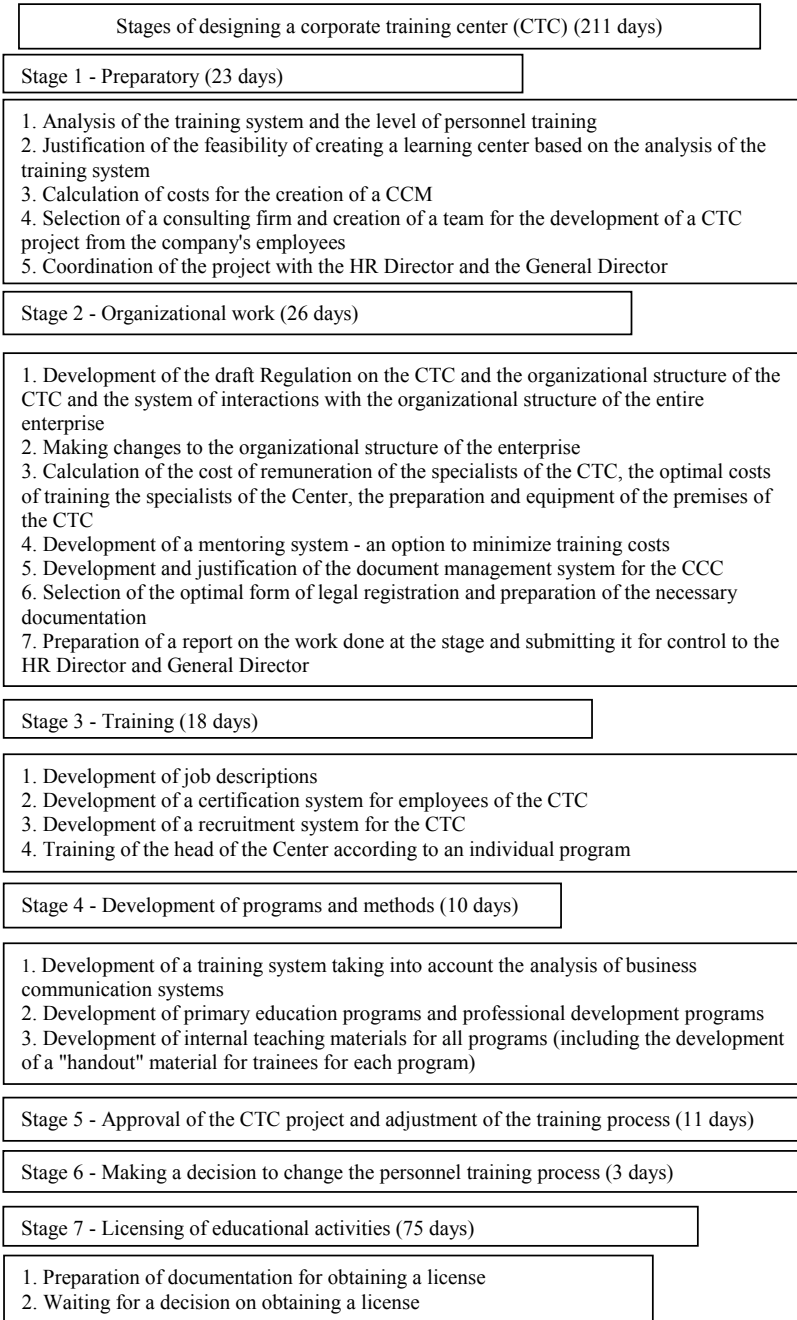 Stages of designing a corporate training center (CTC) (211 days)
Stage 1 - Preparatory (23 days)
1. Analysis of the training system and the level of personnel training
2. Justification of the feasibility of creating a learning center based on the analysis of the
training system
3. Calculation of costs for the creation of a CCM
4. Selection of a consulting firm and creation of a team for the development of a CTC
project from the company's employees
5. Coordination of the project with the HR Director and the General Director
Stage 2 - Organizational work (26 days)
1. Development of the draft Regulation on the CTC and the organizational structure of the
CTC and the system of interactions with the organizational structure of the entire
enterprise
2. Making changes to the organizational structure of the enterprise
3. Calculation of the cost of remuneration of the specialists of the CTC, the optimal costs
of training the specialists of the Center, the preparation and equipment of the premises of
the CTC
4. Development of a mentoring system - an option to minimize training costs
5. Development and justification of the document management system for the CCC
6. Selection of the optimal form of legal registration and preparation of the necessary
documentation
7. Preparation of a report on the work done at the stage and submitting it for control to the
HR Director and General Director
Stage 3 - Training (18 days)
1. Development of job descriptions
2. Development of a certification system for employees of the CTC
3. Development of a recruitment system for the CTC
4. Training of the head of the Center according to an individual program
Stage 4 - Development of programs and methods (10 days)
1. Development of a training system taking into account the analysis of business
communication systems
2. Development of primary education programs and professional development programs
3. Development of internal teaching materials for all programs (including the development
of a "handout" material for trainees for each program)
Stage 5 - Approval of the CTC project and adjustment of the training process (11 days)
Stage 6 - Making a decision to change the personnel training process (3 days)
Stage 7 - Licensing of educational activities (75 days)
1. Preparation of documentation for obtaining a license
2. Waiting for a decision on obtaining a license